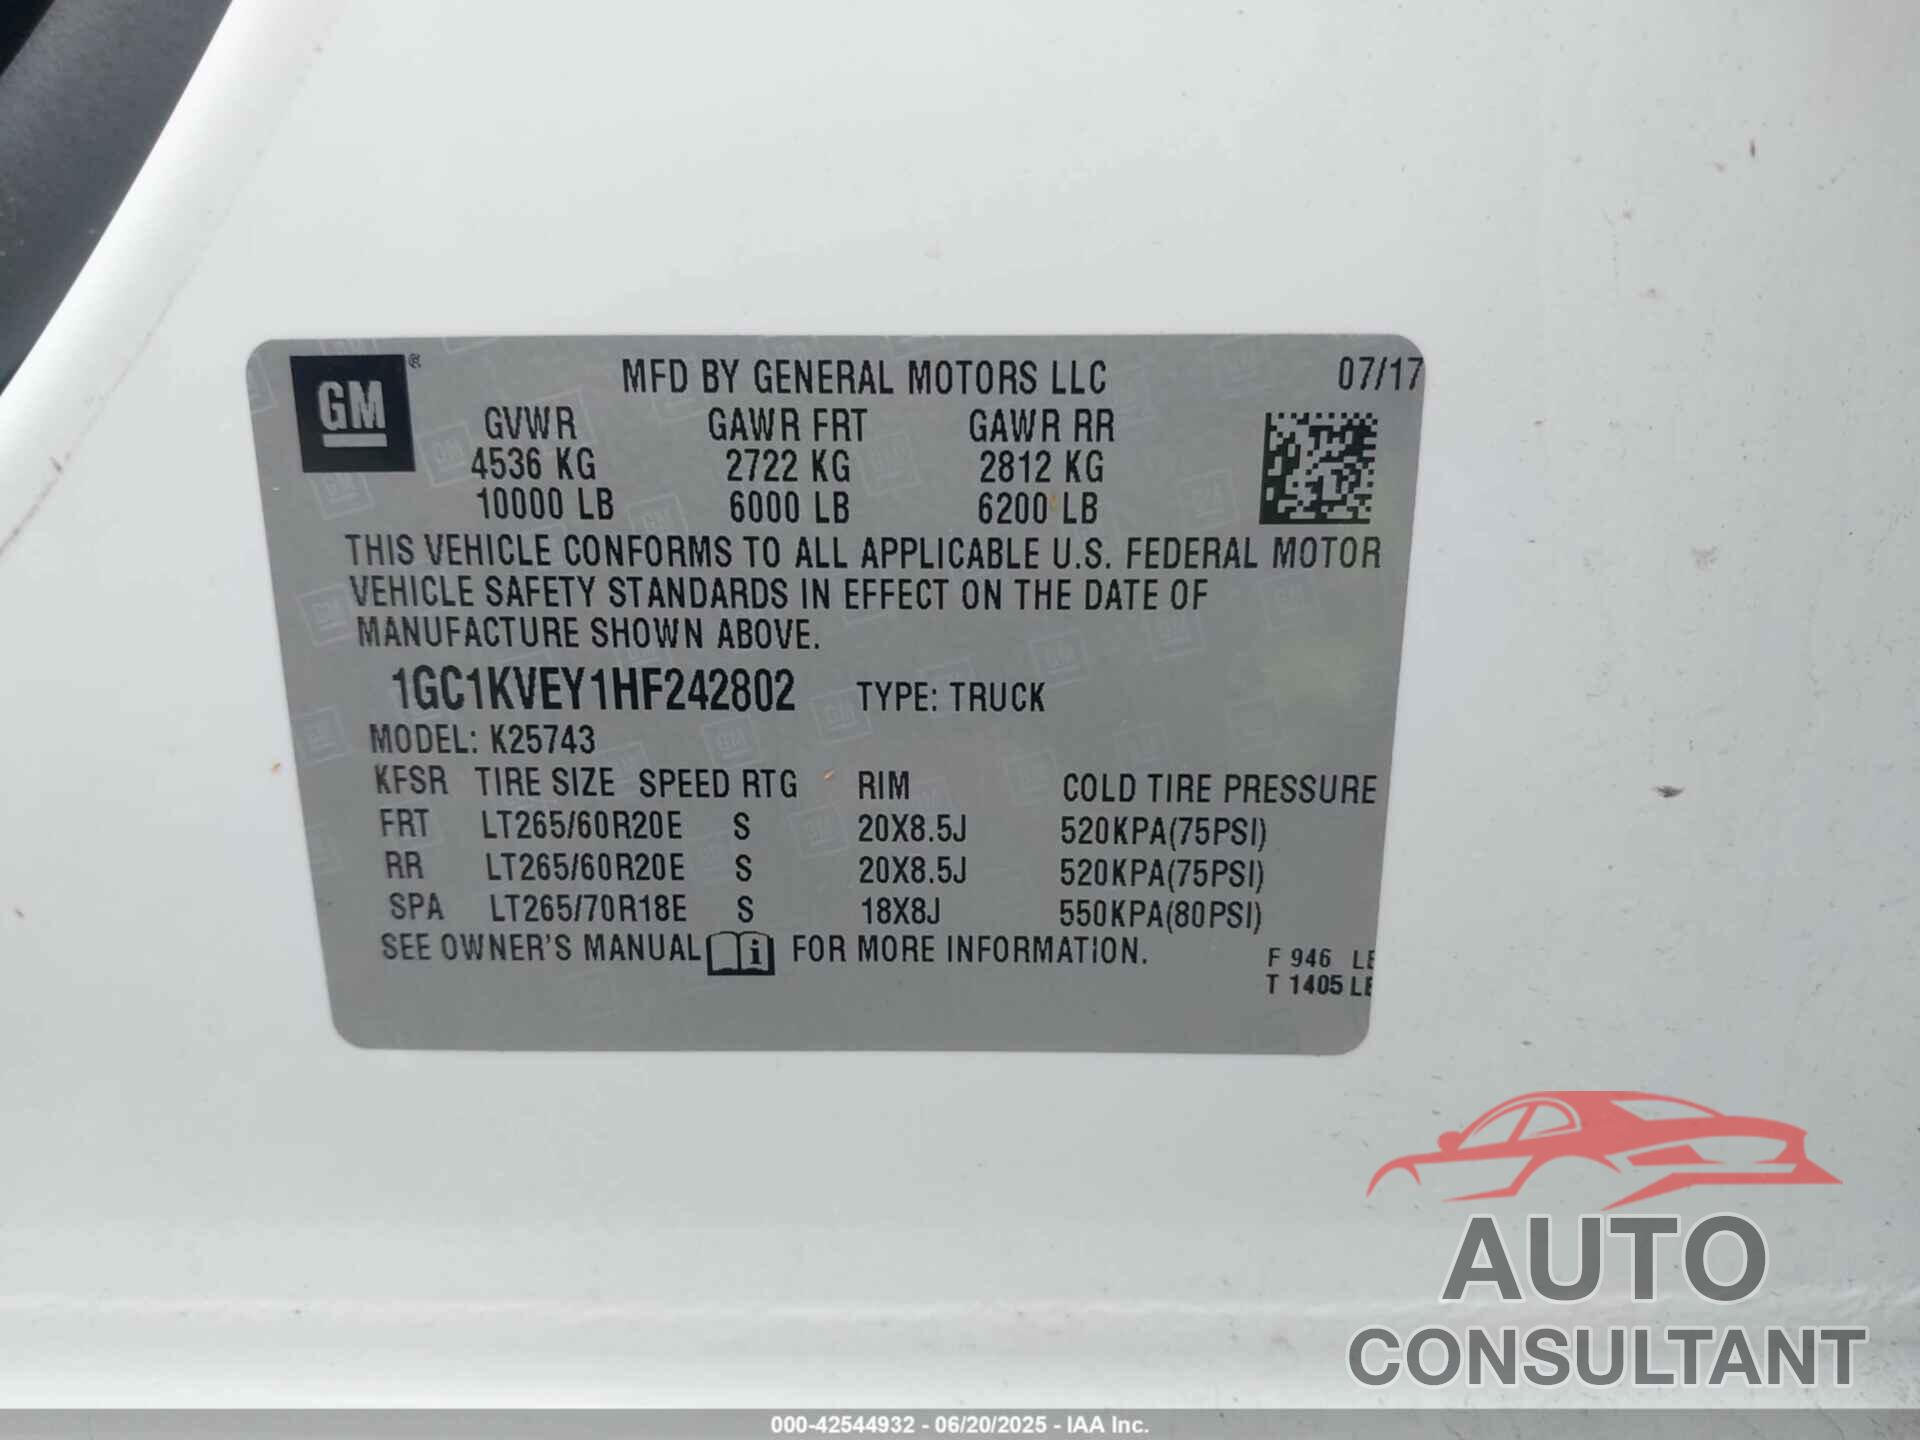 GM ®
MFD BY GENERAL MOTORS LLC 07/17
GVWR GAWR FRT GAWR RR
4536 KG 2722 KG 2812 KG
10000 LB 6000 LB 6200 LB
THIS VEHICLE CONFORMS TO ALL APPLICABLE U.S. FEDERAL MOTOR
VEHICLE SAFETY STANDARDS IN EFFECT ON THE DATE OF
MANUFACTURE SHOWN ABOVE.
1GC1KVEY1HF242802 TYPE: TRUCK
MODEL: K25743
KFSR TIRE SIZE SPEED RTG RIM COLD TIRE PRESSURE
FRT LT265/60R20E S 20X8.5J 520KPA(75PSI)
RR LT265/60R20E S 20X8.5J 520KPA(75PSI)
SPA LT265/70R18E S 18X8J 550KPA(80PSI)
SEE OWNER'S MANUAL FOR MORE INFORMATION.
F 946
T 1405
AUTO
CONSULTANT
000-42544932 - 06/20/2025 - IAA Inc.